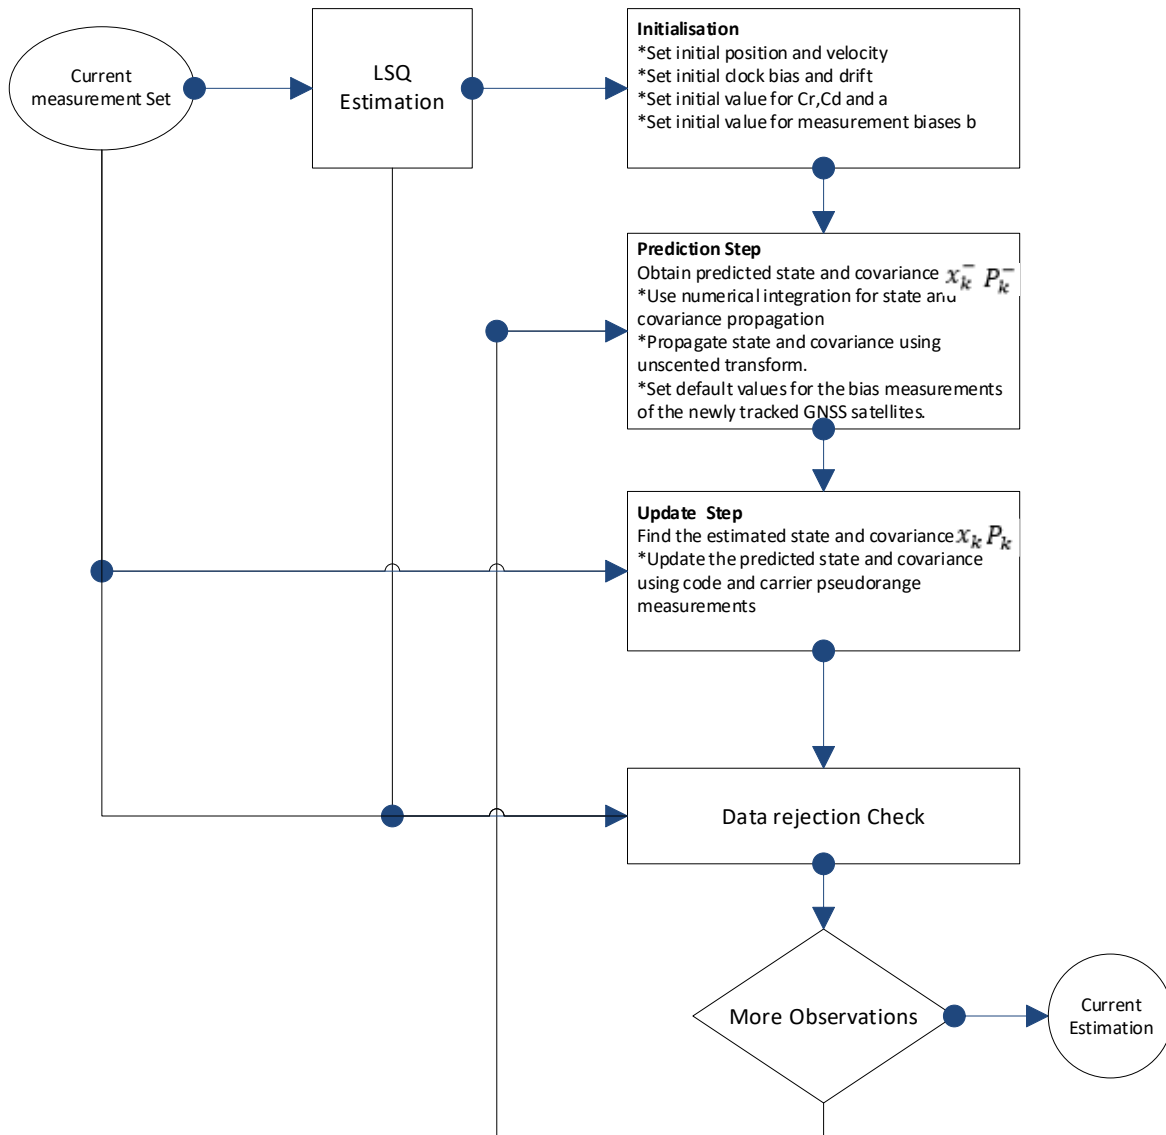 Current
measurement Set
LSQ
Estimation
Initialisation
*Set initial position and velocity
*Set initial clock bias and drift
*Set initial value for Cr,Cd and a
*Set initial value for measurement biases b
Prediction Step
Obtain predicted state and covariance x_k^- P_k^-
*Use numerical integration for state and
covariance propagation
*Propagate state and covariance using
unscented transform.
*Set default values for the bias measurements
of the newly tracked GNSS satellites.
Update Step
Find the estimated state and covariance x_k P_k
*Update the predicted state and covariance
using code and carrier pseudorange
measurements
Data rejection Check
More Observations
Current
Estimation